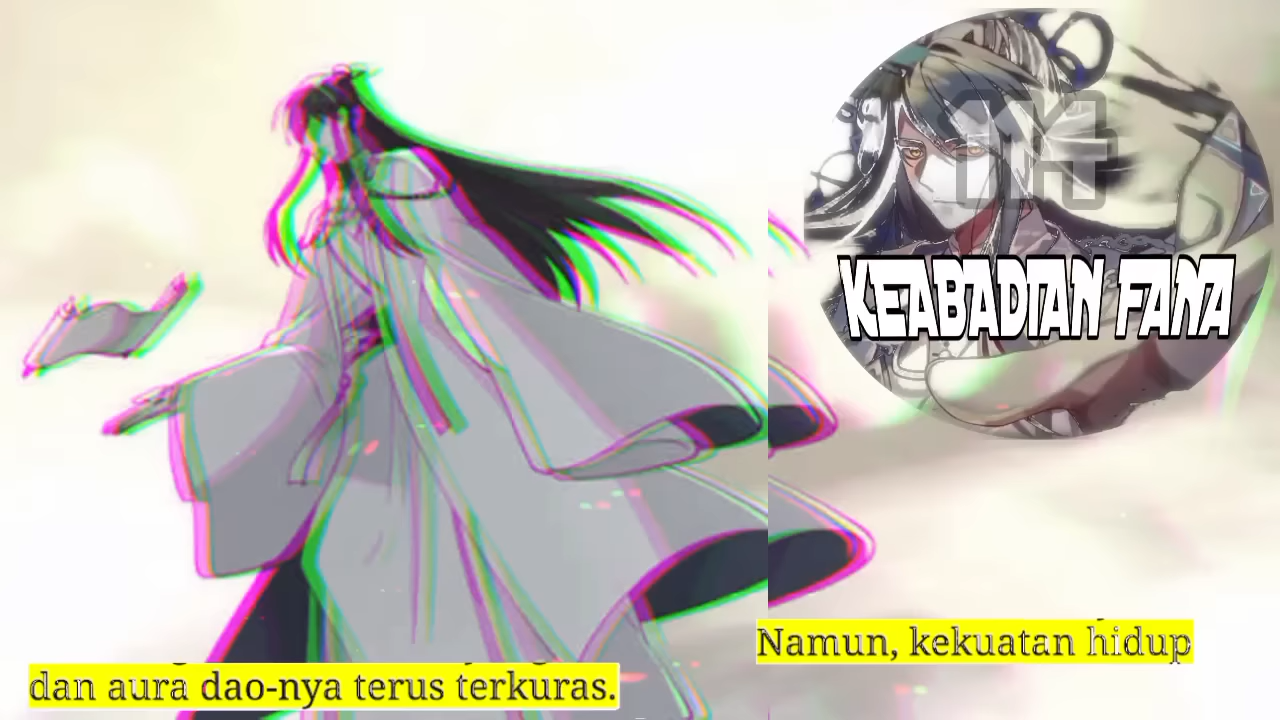 KEABADIAN FANA
Namun, kekuatan hidup
dan aura dao-nya terus terkuras.